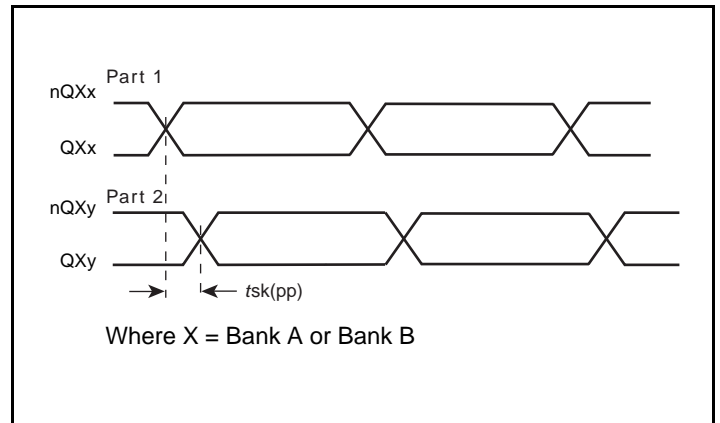 Part 1
nQXx
QXx
Part 2
nQXy
QXy
tsk(pp)
Where X = Bank A or Bank B